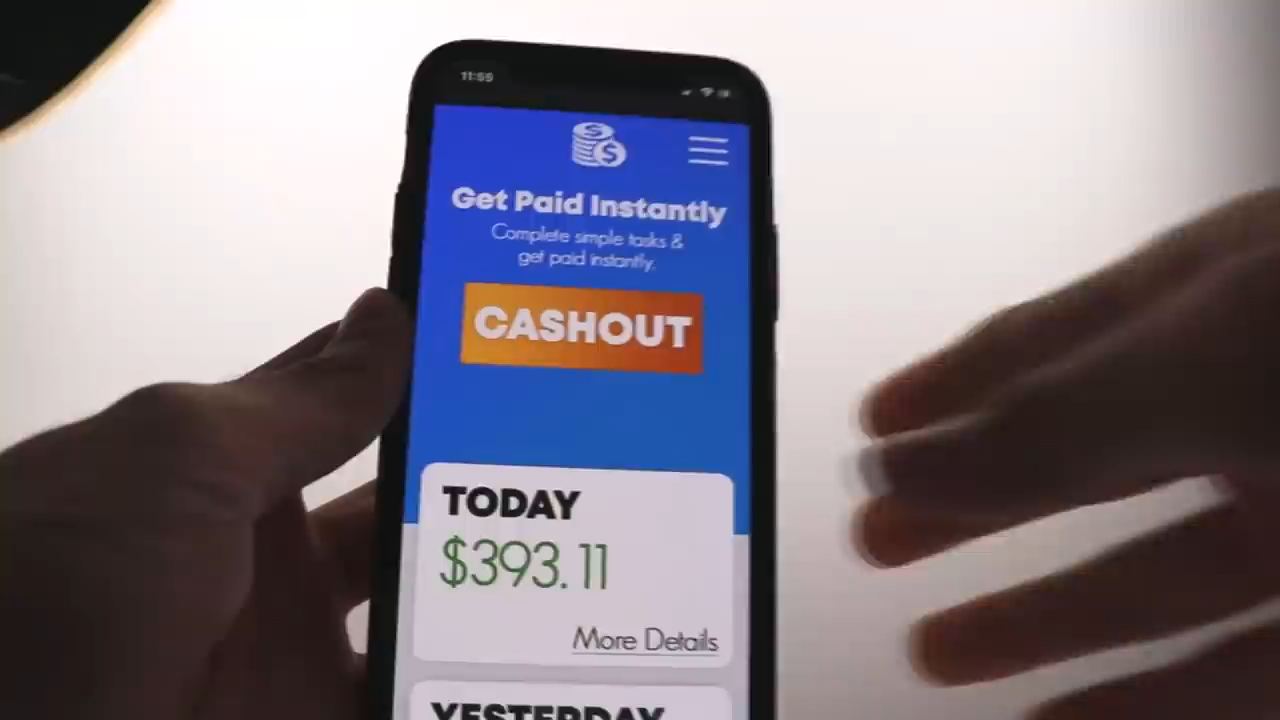 11:59
Get Paid Instantly
Complete simple tasks &
get paid instantly.
CASHOUT
TODAY
$393.11
More Details
YESTERDAY